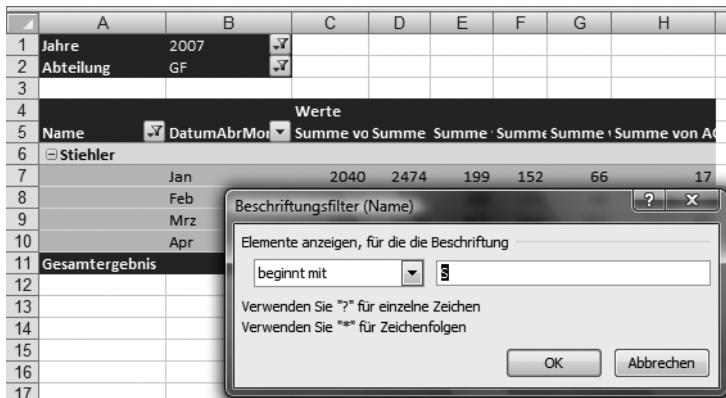 A B C D E F G H
1 Jahre 2007
2 Abteilung GF
3
4 Werte
5 Name DatumAbrMon Summe vo Summe Summe Summe Summe Summe von A
6 Stiehler
7 Jan 2040 2474 199 152 66 17
8 Feb
9 Mrz
10 Apr
11 Gesamtergebnis
12
13
14
15
16
17
Beschriftungsfilter (Name)
Elemente anzeigen, für die die Beschriftung
beginnt mit S
Verwenden Sie "?" für einzelne Zeichen
Verwenden Sie "*" für Zeichenfolgen
OK Abbrechen